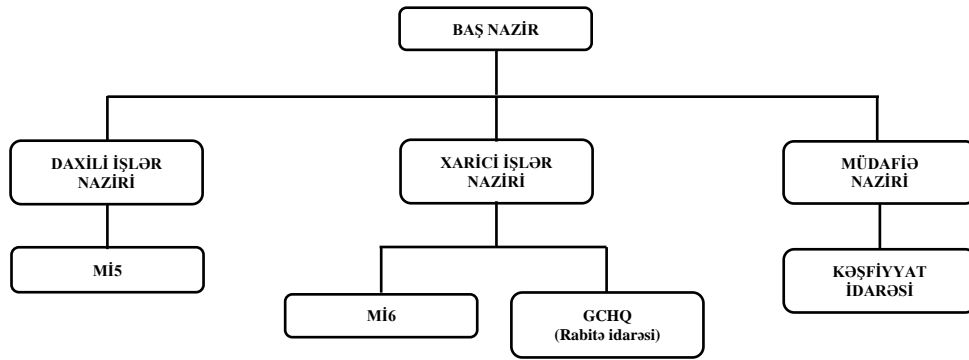 BAŞ NAZİR
DAXİLİ İŞLƏR
NAZİRİ
XARİCİ İŞLƏR
NAZİRİ
MÜDAFİƏ
NAZİRİ
Mİ5
KƏŞFİYYAT
İDARƏSİ
Mİ6
GCHQ
(Rabitə idarəsi)